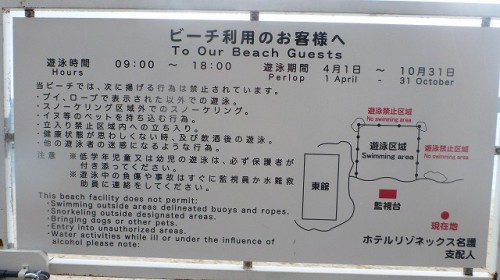 ビーチ利用のお客様へ
To Our Beach Guests
遊泳時間 09:00 ～ 18:00 遊泳期間 4月1日 ～ 10月31日
Hours Perlop 1 April - 31 October
当ビーチでは、次に揚げる行為は禁止されています。
・ブイ、ロープで表示された以外での遊泳。
・スノーケリング区域外でのスノーケリング。
・イヌ等のペットを持ち込む行為。
・立入り禁止区域内への立ち入り。
・健康状態が思わしくない時、及び飲酒後の遊泳。
・他の遊泳者の迷惑になるような行為。
注意 ※低学年児童又は幼児の遊泳は、必ず保護者が
付き添ってください。
※遊泳中の負傷や事故はすぐに監視員か水難救
助員に連絡をしてください。
This beach facility does not permit:
・Swimming outside areas delineated buoys and ropes.
・Snorkeling outside designated areas.
・Bringing dogs or other pets.
・Entry into unauthorized areas.
・Water activities while ill or under the influence of
alcohol please note:
遊泳禁止区域
No swimming area
遊泳禁止区域
No swimming area
遊泳区域
Swimming area
遊泳禁止区域
No swimming area
東館
監視台
現在地
ホテルリゾネックス名護
支配人